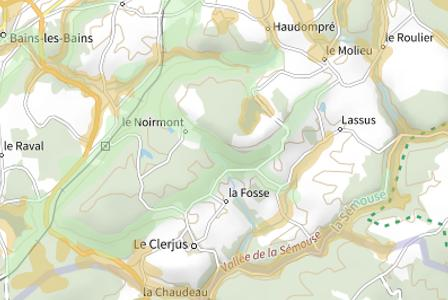 Haudompré
Bains-les-Bains
le Roulier
le Molieu
le Noirmont
Lassus
le Raval
la Fosse
la Sémouse
Le Clerjus
Vallée de la Sémouse
la Chaudeau